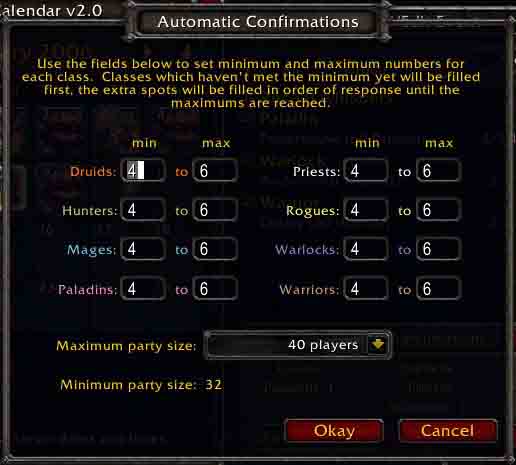 alendar v2.0
Automatic Confirmations
Use the fields below to set minimum and maximum numbers for
each class. Classes which haven't met the minimum yet will be filled
first, the extra spots will be filled in order of response until the
maximums are reached.
min max min max
Druids: 4 to 6 Priests: 4 to 6
Hunters: 4 to 6 Rogues: 4 to 6
Mages: 4 to 6 Warlocks: 4 to 6
Paladins: 4 to 6 Warriors: 4 to 6
Maximum party size: 40 players
Minimum party size: 32
Okay Cancel